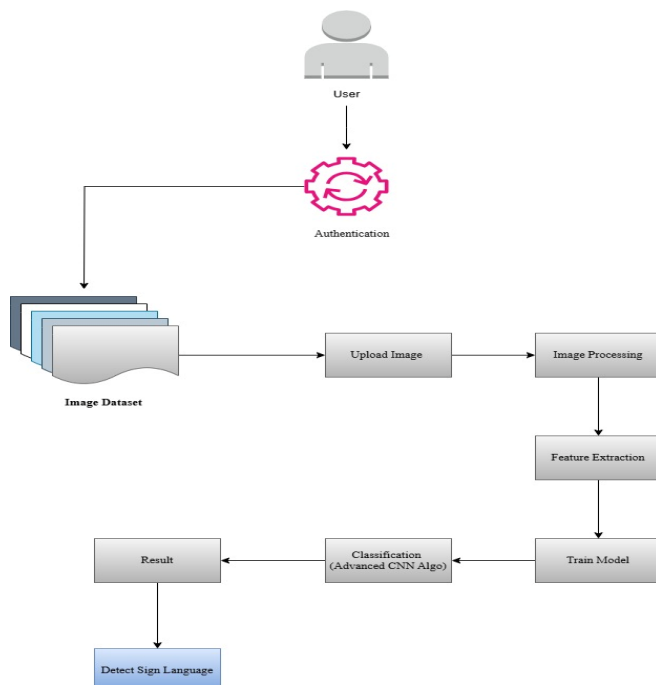 User
Authentication
Image Dataset
Upload Image
Image Processing
Feature Extraction
Train Model
Classification
(Advanced CNN Algo)
Result
Detect Sign Language